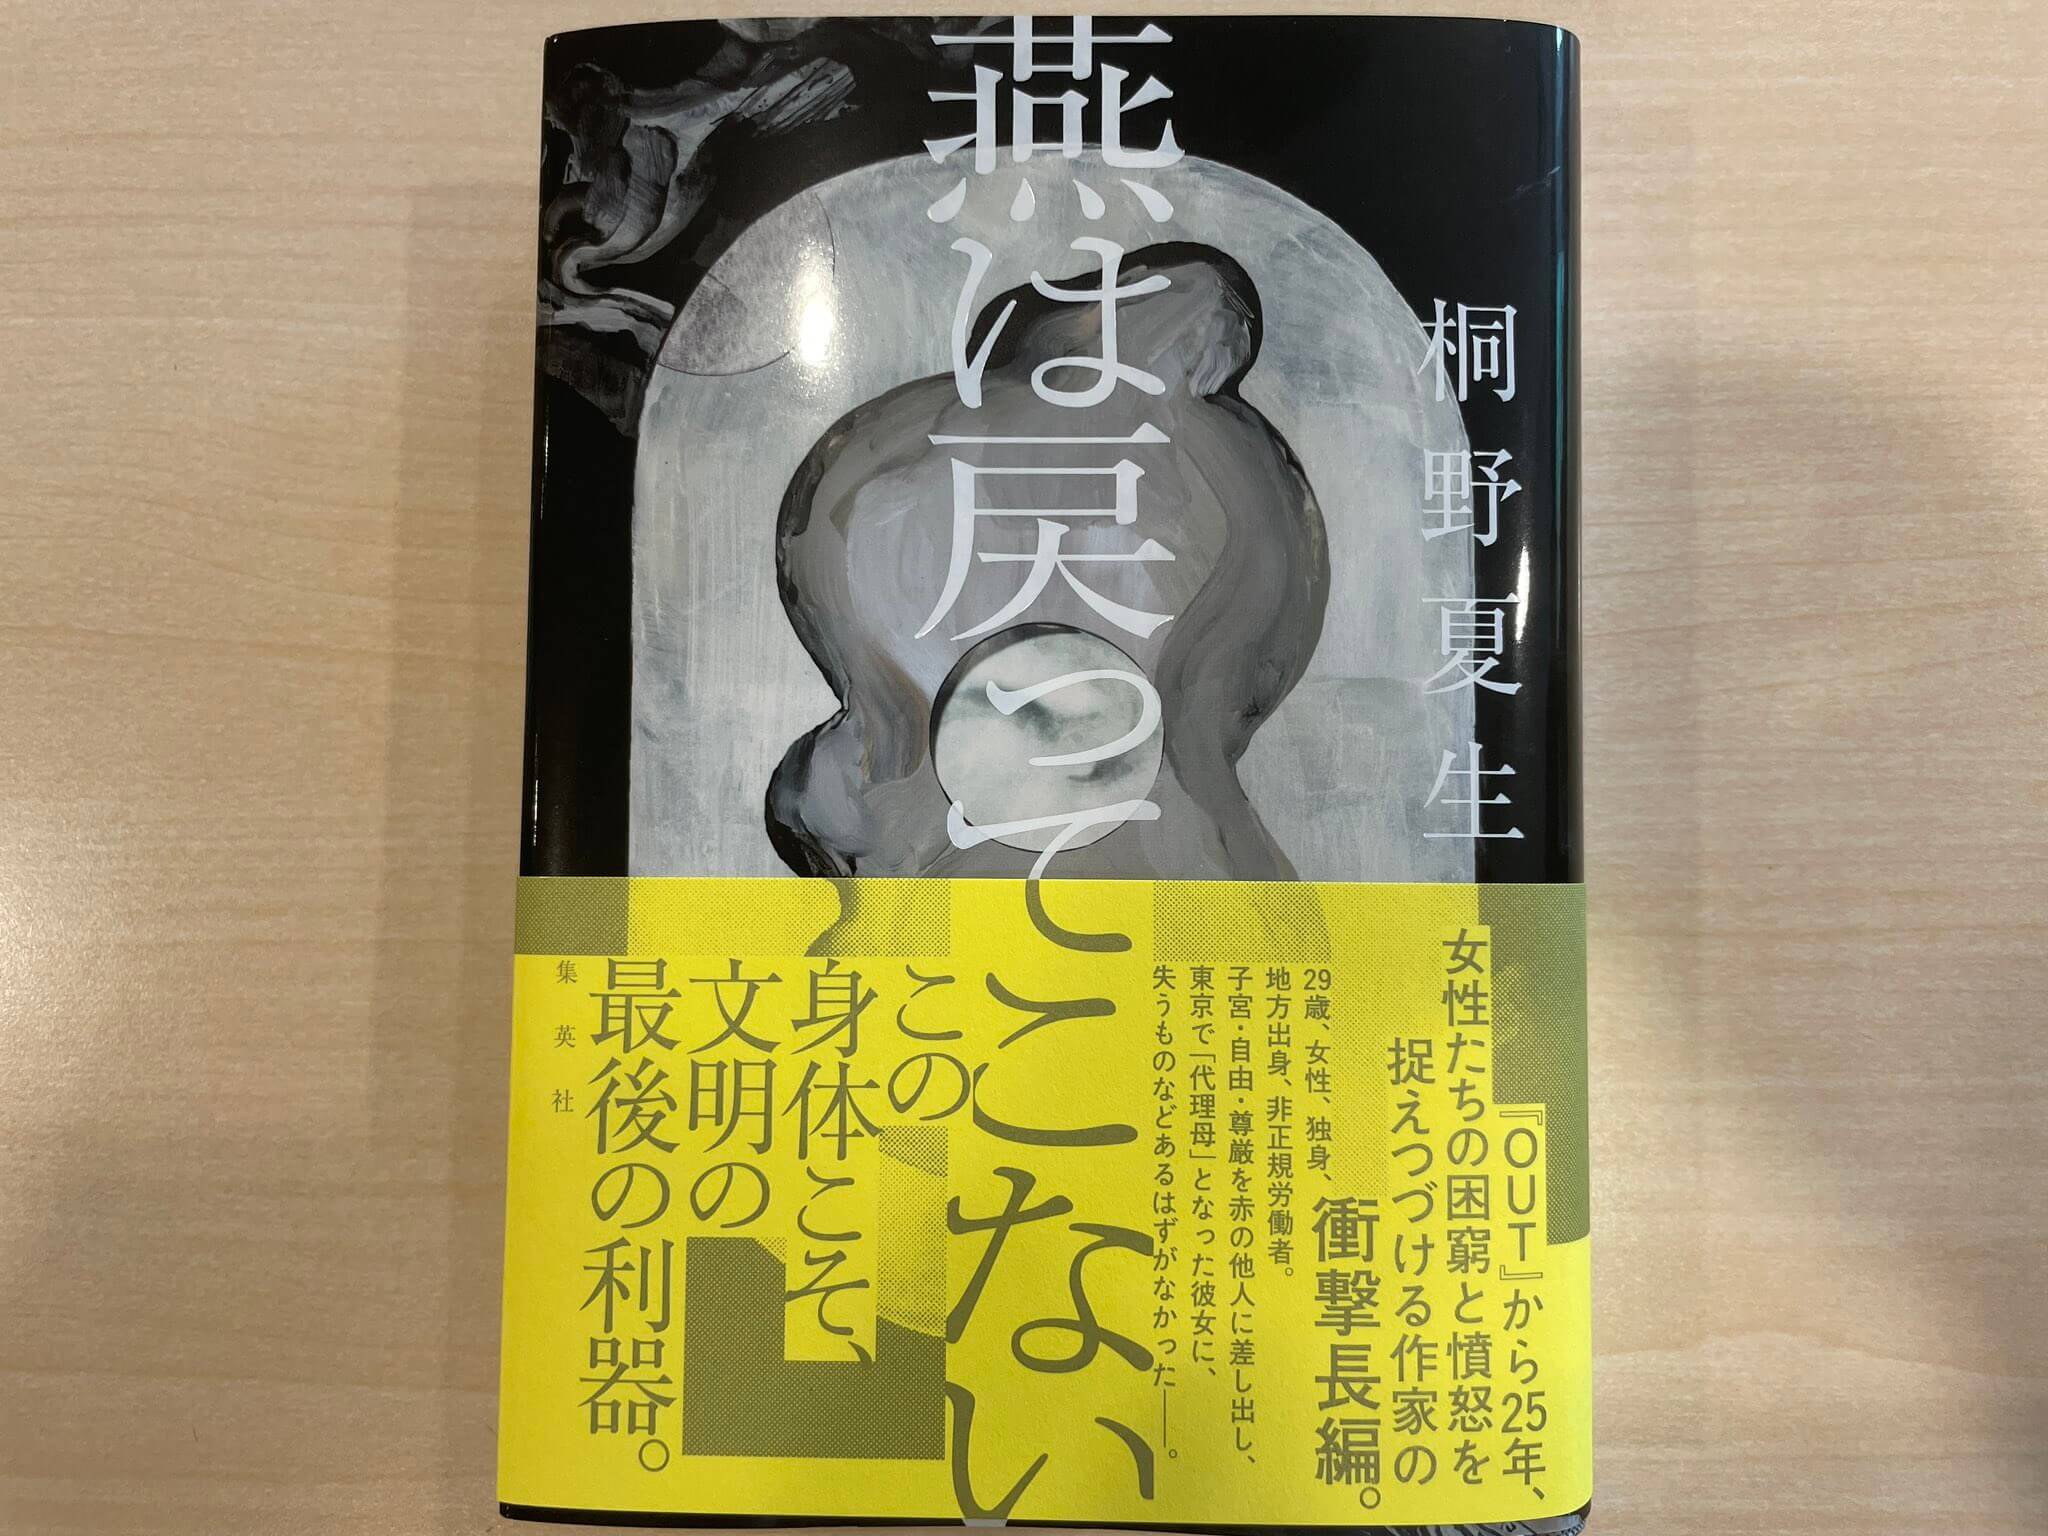 燕は戻ってこない
桐野夏生
『OUT』から25年、
女性たちの困窮と憤怒を
捉えつづける作家の
衝撃長編。
29歳、女性、独身、
地方出身、非正規労働者。
子宮・自由・尊厳を赤の他人に差し出し、
東京で「代理母」となった彼女に、
失うものなどあるはずがなかった──。
この
身体こそ、
文明の
最後の利器。
集英社